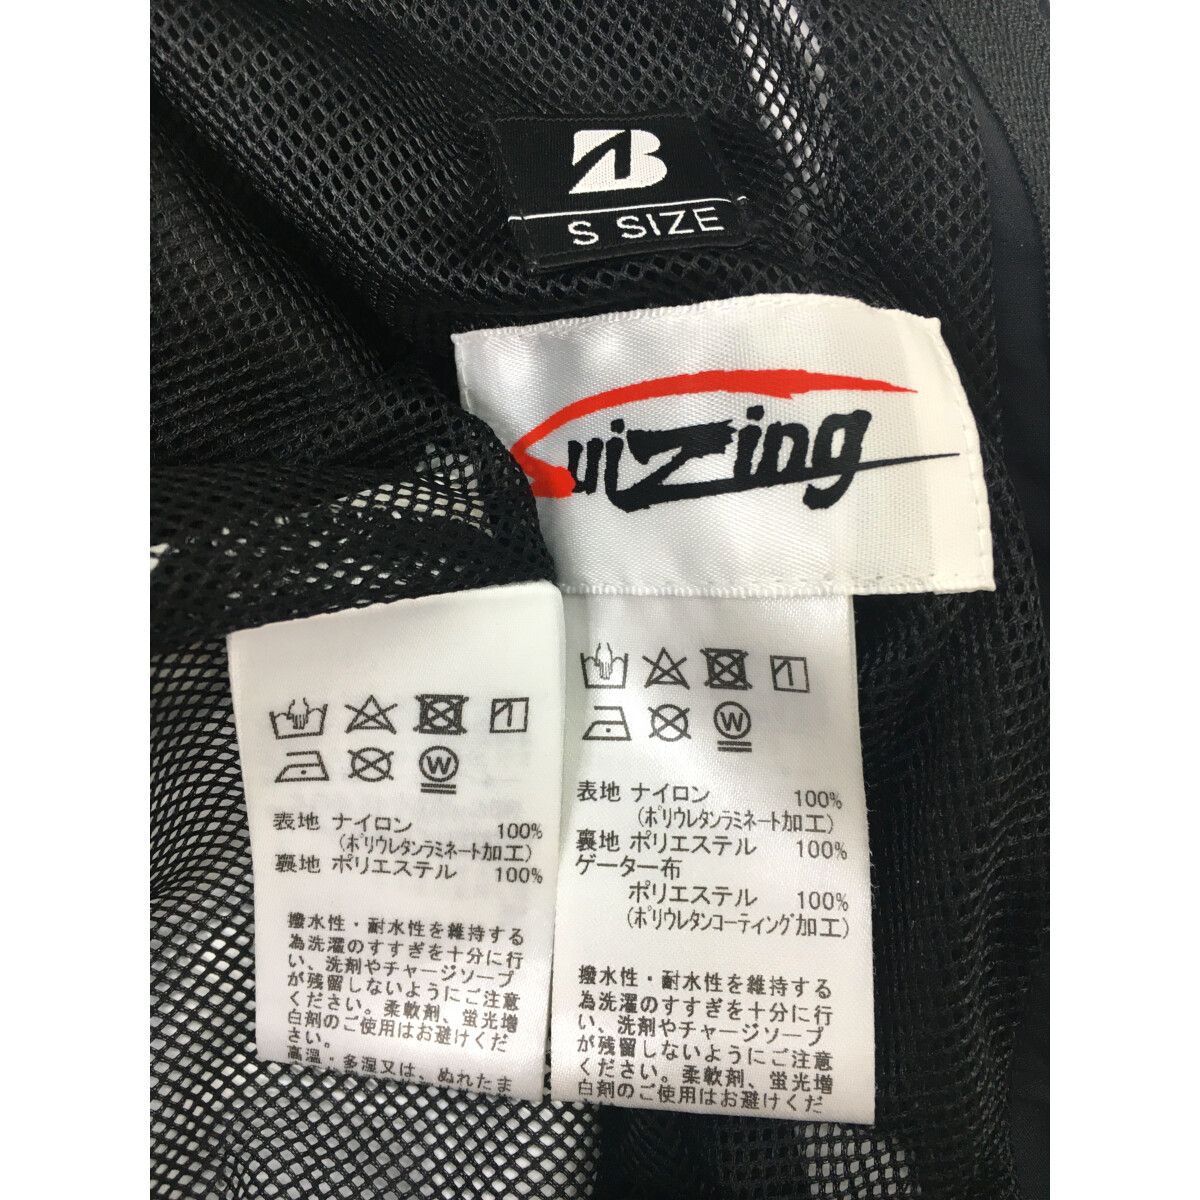 B
S SIZE
Suizing
W
表地 ナイロン 100%
(ポリウレタンラミネート加工)
裏地 ポリエステル 100%
撥水性・耐水性を維持する
為洗濯のすすぎを十分に行
い、洗剤やチャージソープ
が残留しないようにご注意
ください。柔軟剤、蛍光増
白剤のご使用はお避けくだ
さい。
高温・多湿又は、ぬれたま
W
表地 ナイロン 100%
(ポリウレタンラミネート加工)
裏地 ポリエステル 100%
ゲーター布
ポリエステル 100%
(ポリウレタンコーティング加工)
撥水性・耐水性を維持する
為洗濯のすすぎを十分に行
い、洗剤やチャージソープ
が残留しないようにご注意
ください。柔軟剤、蛍光増
白剤のご使用はお避けくだ